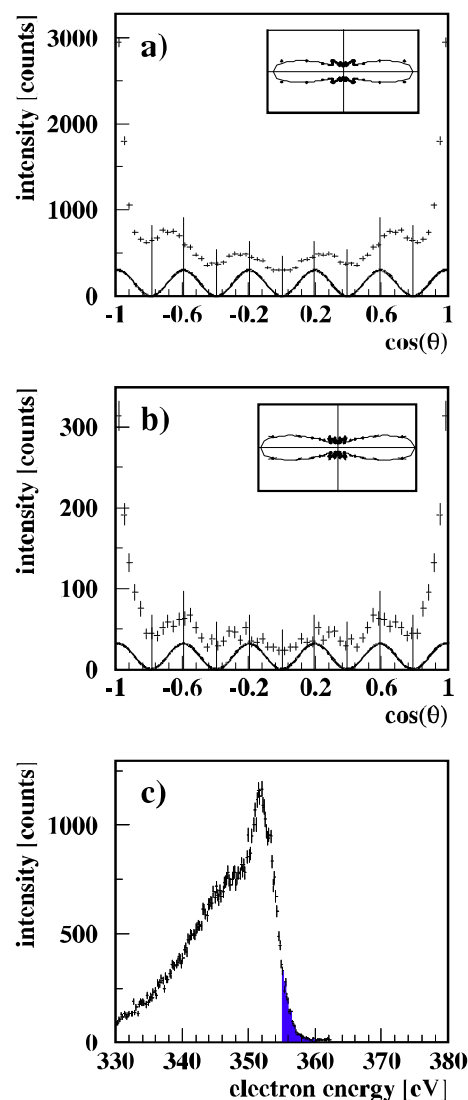 a)
intensity [counts]
3000
2000
1000
0
-1 -0.6 -0.2 0.2 0.6 1
cos(θ)
b)
intensity [counts]
300
200
100
0
-1 -0.6 -0.2 0.2 0.6 1
cos(θ)
c)
intensity [counts]
1000
500
0
330 340 350 360 370 380
electron energy [eV]